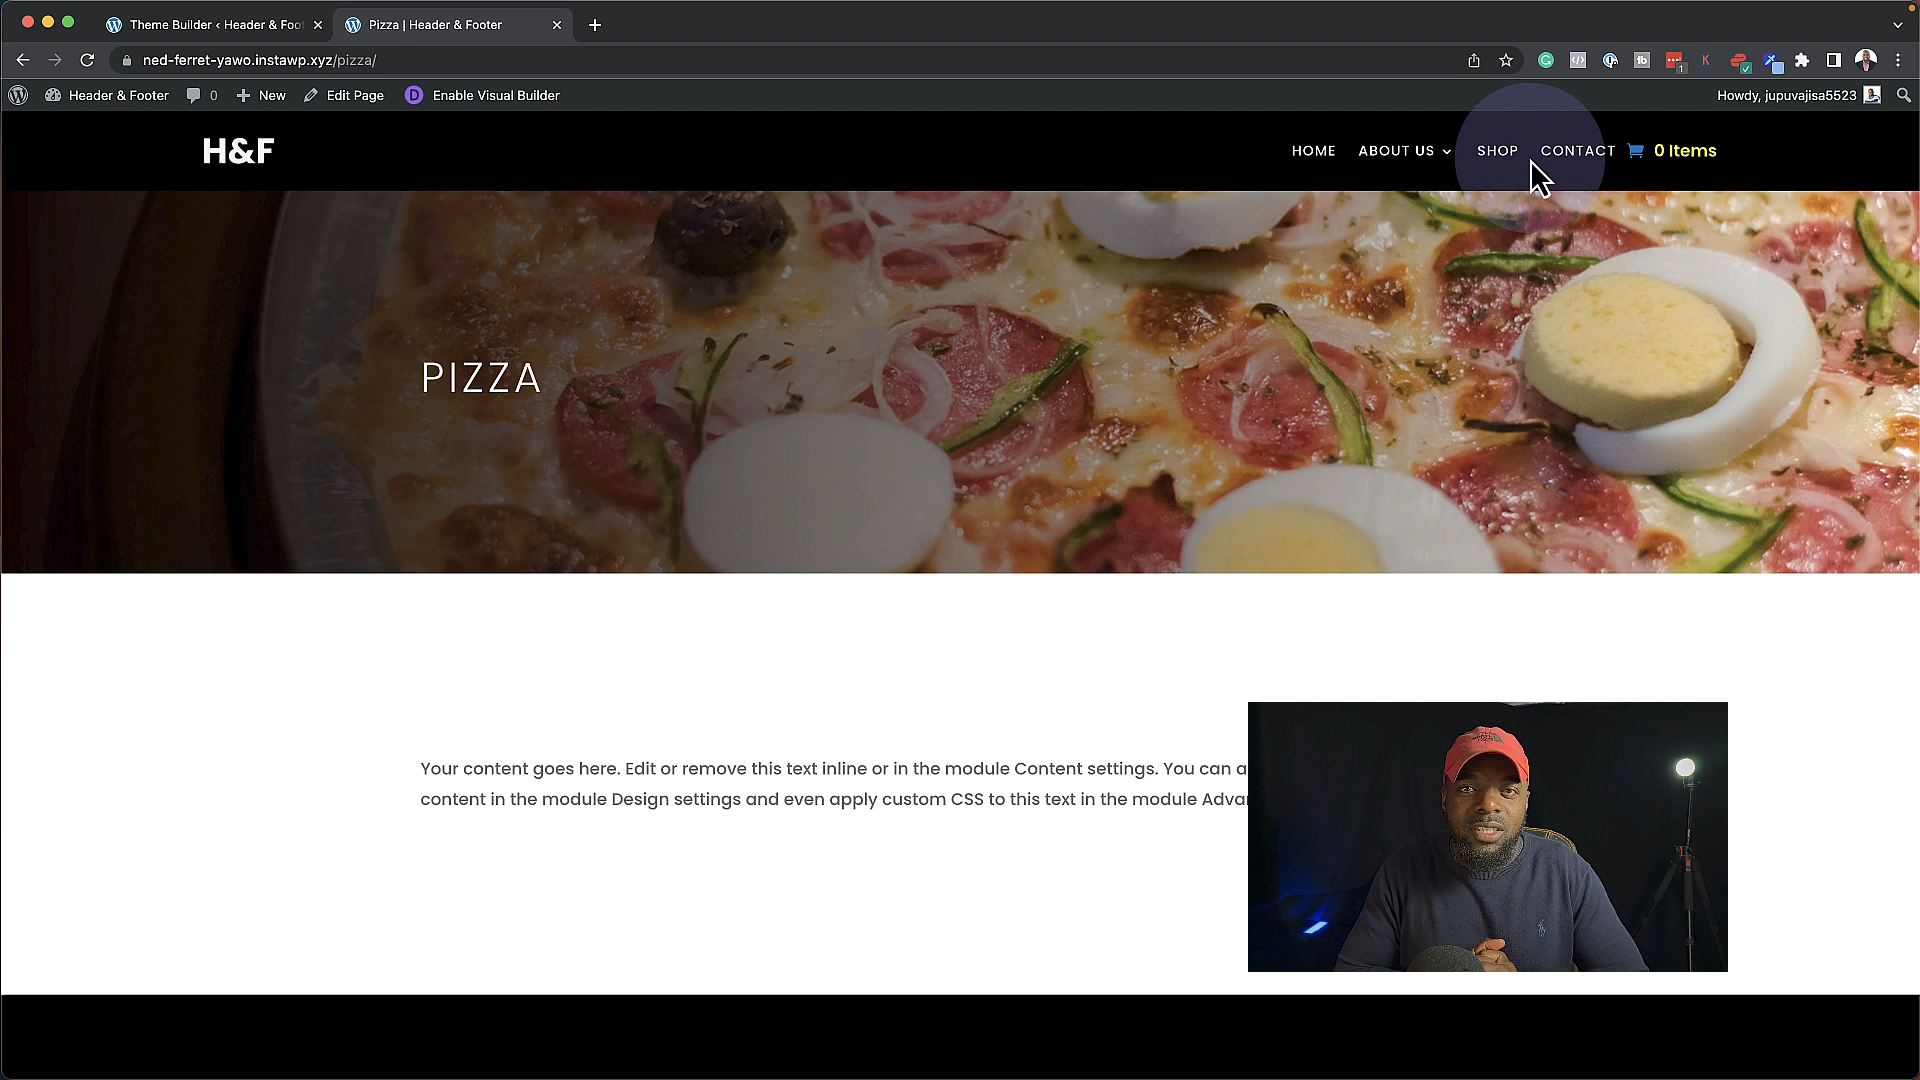 Theme Builder ‹ Header & Foo
Pizza | Header & Footer
ned-ferret-yawo.instawp.xyz/pizza/
Header & Footer
0
New
Edit Page
D
Enable Visual Builder
Howdy, jupuvajisa5523
H&F
HOME
ABOUT US
SHOP
CONTACT
0 Items
PIZZA
Your content goes here. Edit or remove this text inline or in the module Content settings. You can a
content in the module Design settings and even apply custom CSS to this text in the module Adva